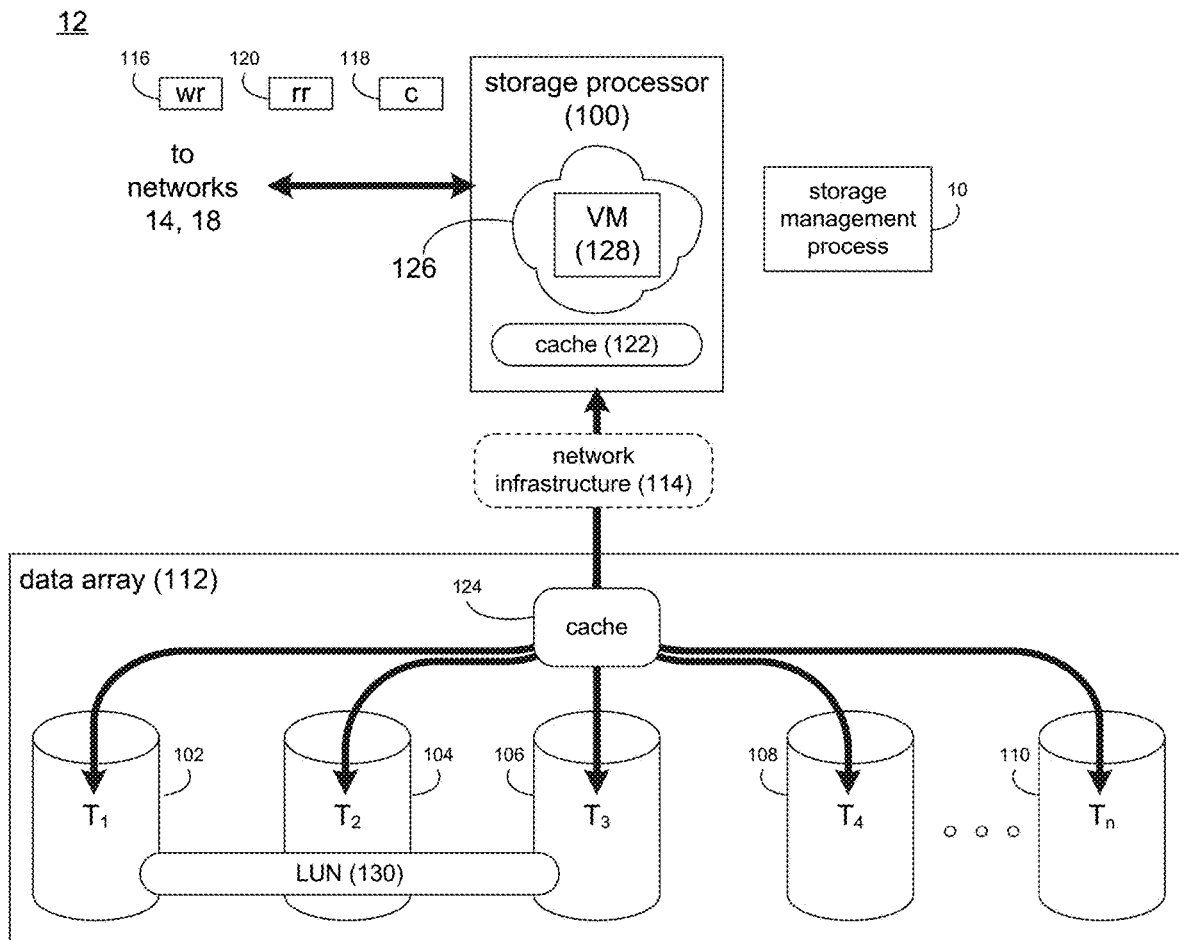 12
116 120 118
wr rr c
storage processor
(100)
to
networks
14, 18
VM
(128)
126
cache (122)
10
storage
management
process
network
infrastructure (114)
data array (112)
124
cache
102 104 106 108 110
T1 T2 T3 T4 Tn
LUN (130)